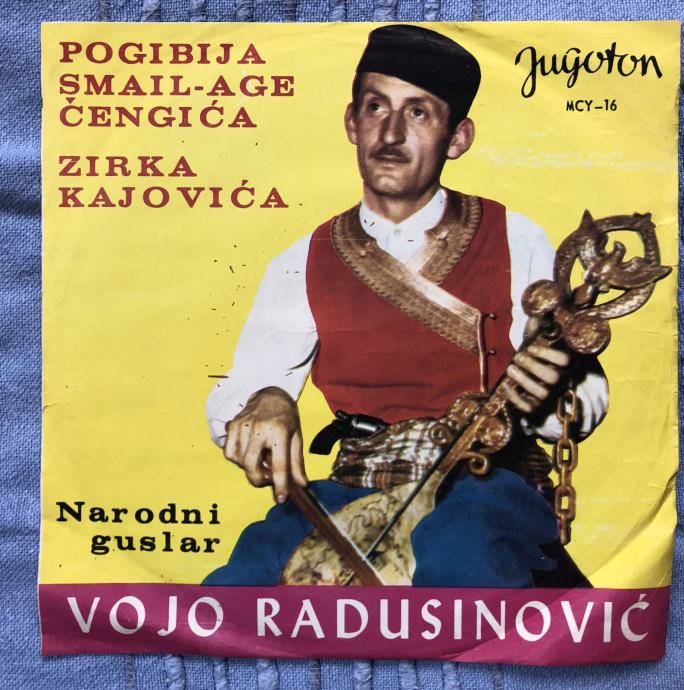 POGIBIJA
SMAIL-AGE
ČENGIĆA
ZIRKA
KAJOVIĆA
Jugoton
MCY-16
Narodni
guslar
VOJO RADUSINOVIĆ